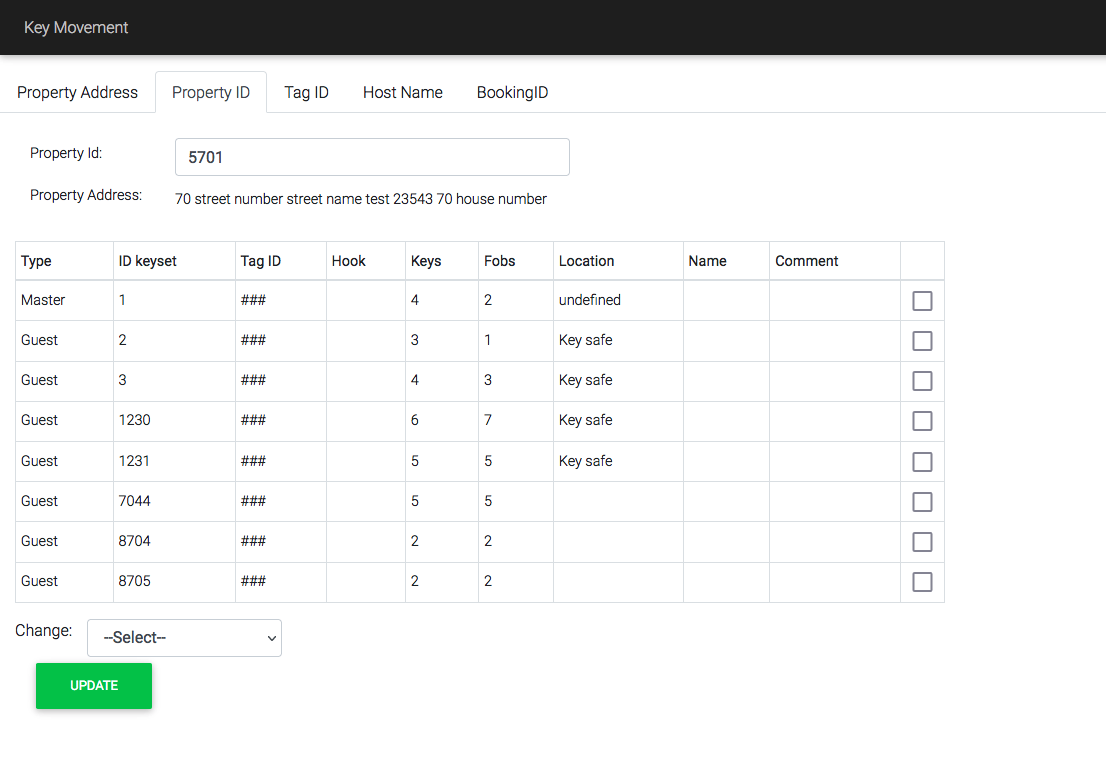 Key Movement
Property Address Property ID Tag ID Host Name BookingID
Property Id: 5701
Property Address: 70 street number street name test 23543 70 house number
Type ID keyset Tag ID Hook Keys Fobs Location Name Comment
Master 1 ### 4 2 undefined
Guest 2 ### 3 1 Key safe
Guest 3 ### 4 3 Key safe
Guest 1230 ### 6 7 Key safe
Guest 1231 ### 5 5 Key safe
Guest 7044 ### 5 5
Guest 8704 ### 2 2
Guest 8705 ### 2 2
Change: --Select--
UPDATE